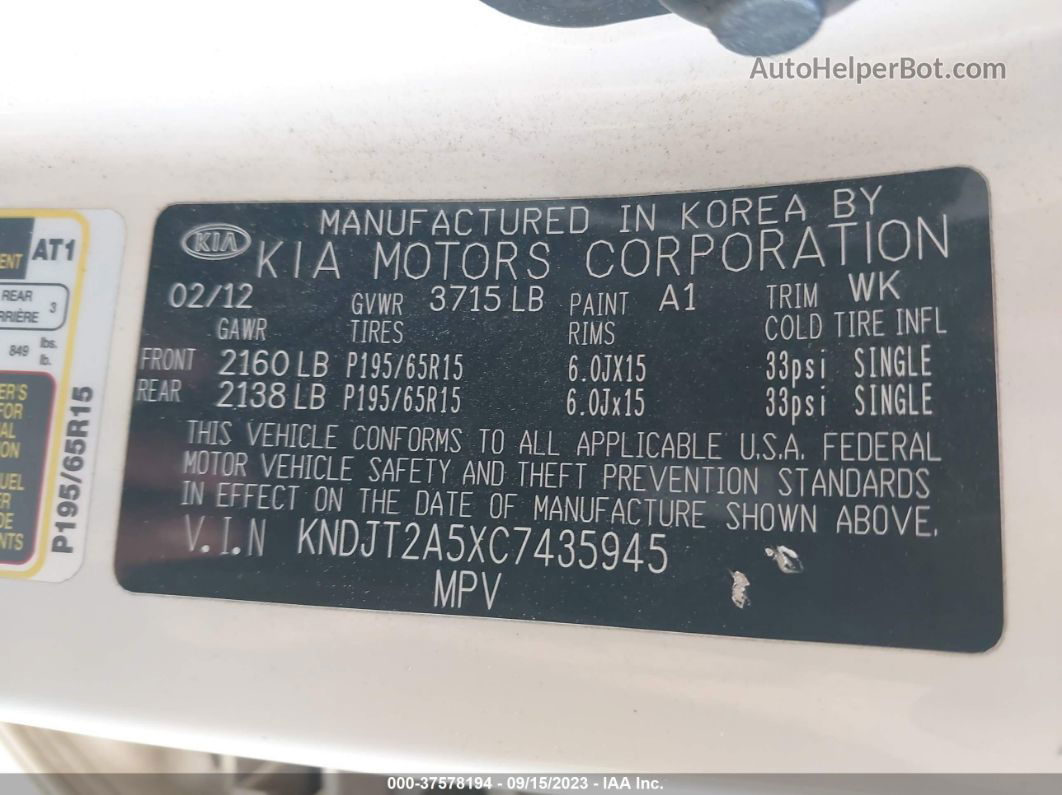 AutoHelperBot.com
MANUFACTURED IN KOREA BY
KIA
KIA MOTORS CORPORATION
02/12 GVWR 3715 LB PAINT A1 TRIM WK
GAWR TIRES RIMS COLD TIRE INFL
FRONT 2160 LB P195/65R15 6.0JX15 33psi SINGLE
REAR 2138 LB P195/65R15 6.0Jx15 33psi SINGLE
THIS VEHICLE CONFORMS TO ALL APPLICABLE U.S.A. FEDERAL
MOTOR VEHICLE SAFETY AND THEFT PREVENTION STANDARDS
IN EFFECT ON THE DATE OF MANUFACTURE SHOWN ABOVE.
V.I.N KNDJT2A5XC7435945
MPV
AT1
REAR 3
849 lbs.
lb.
P195/65R15
000-37578194 - 09/15/2023 - IAA Inc.